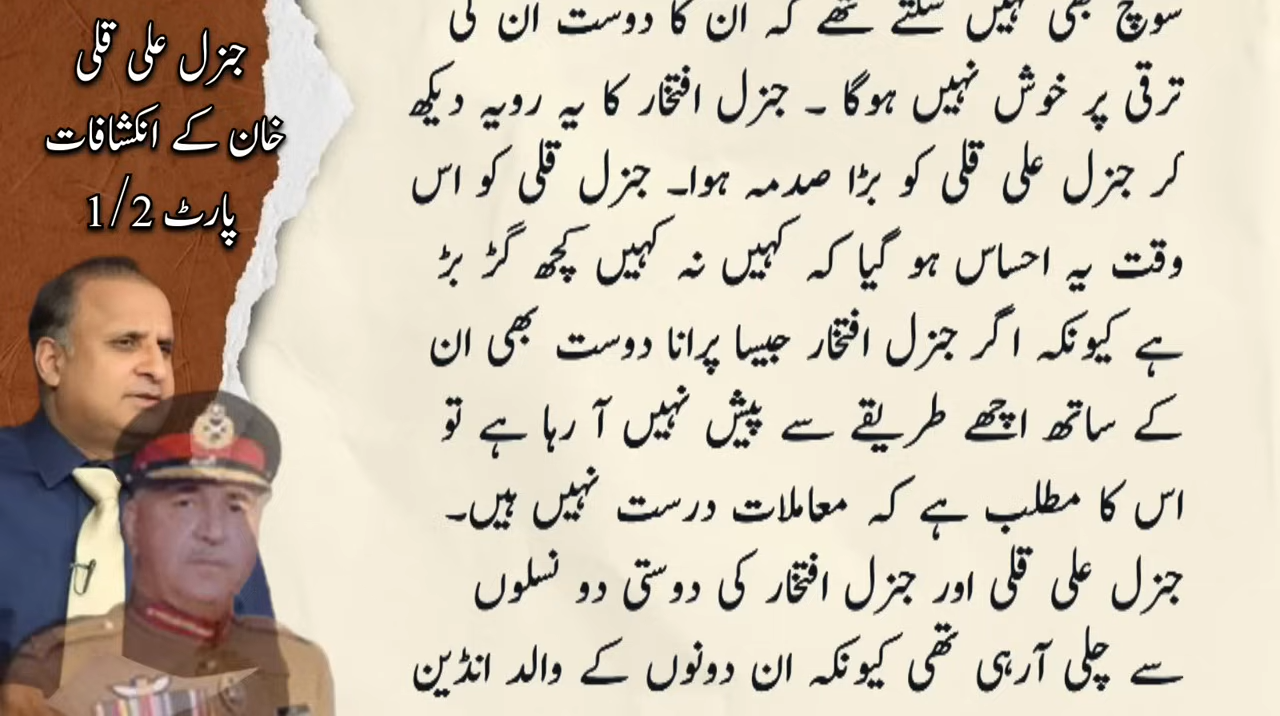 جنرل علی قلی
خان کے انکشافات
پارٹ 1/2
سوچ بھی نہیں سکتے تھے کہ ان کا دوست ان کی
ترقی پر خوش نہیں ہوگا ۔ جنرل افتخار کا یہ رویہ دیکھ
کر جنرل علی قلی کو بڑا صدمہ ہوا۔ جنرل قلی کو اس
وقت یہ احساس ہو گیا کہ کہیں نہ کہیں کچھ گڑ بڑ
ہے کیونکہ اگر جنرل افتخار جیسا پرانا دوست بھی ان
کے ساتھ اچھے طریقے سے پیش نہیں آ رہا ہے تو
اس کا مطلب ہے کہ معاملات درست نہیں ہیں۔
جنرل علی قلی اور جنرل افتخار کی دوستی دو نسلوں
سے چلی آرہی تھی کیونکہ ان دونوں کے والد انڈین